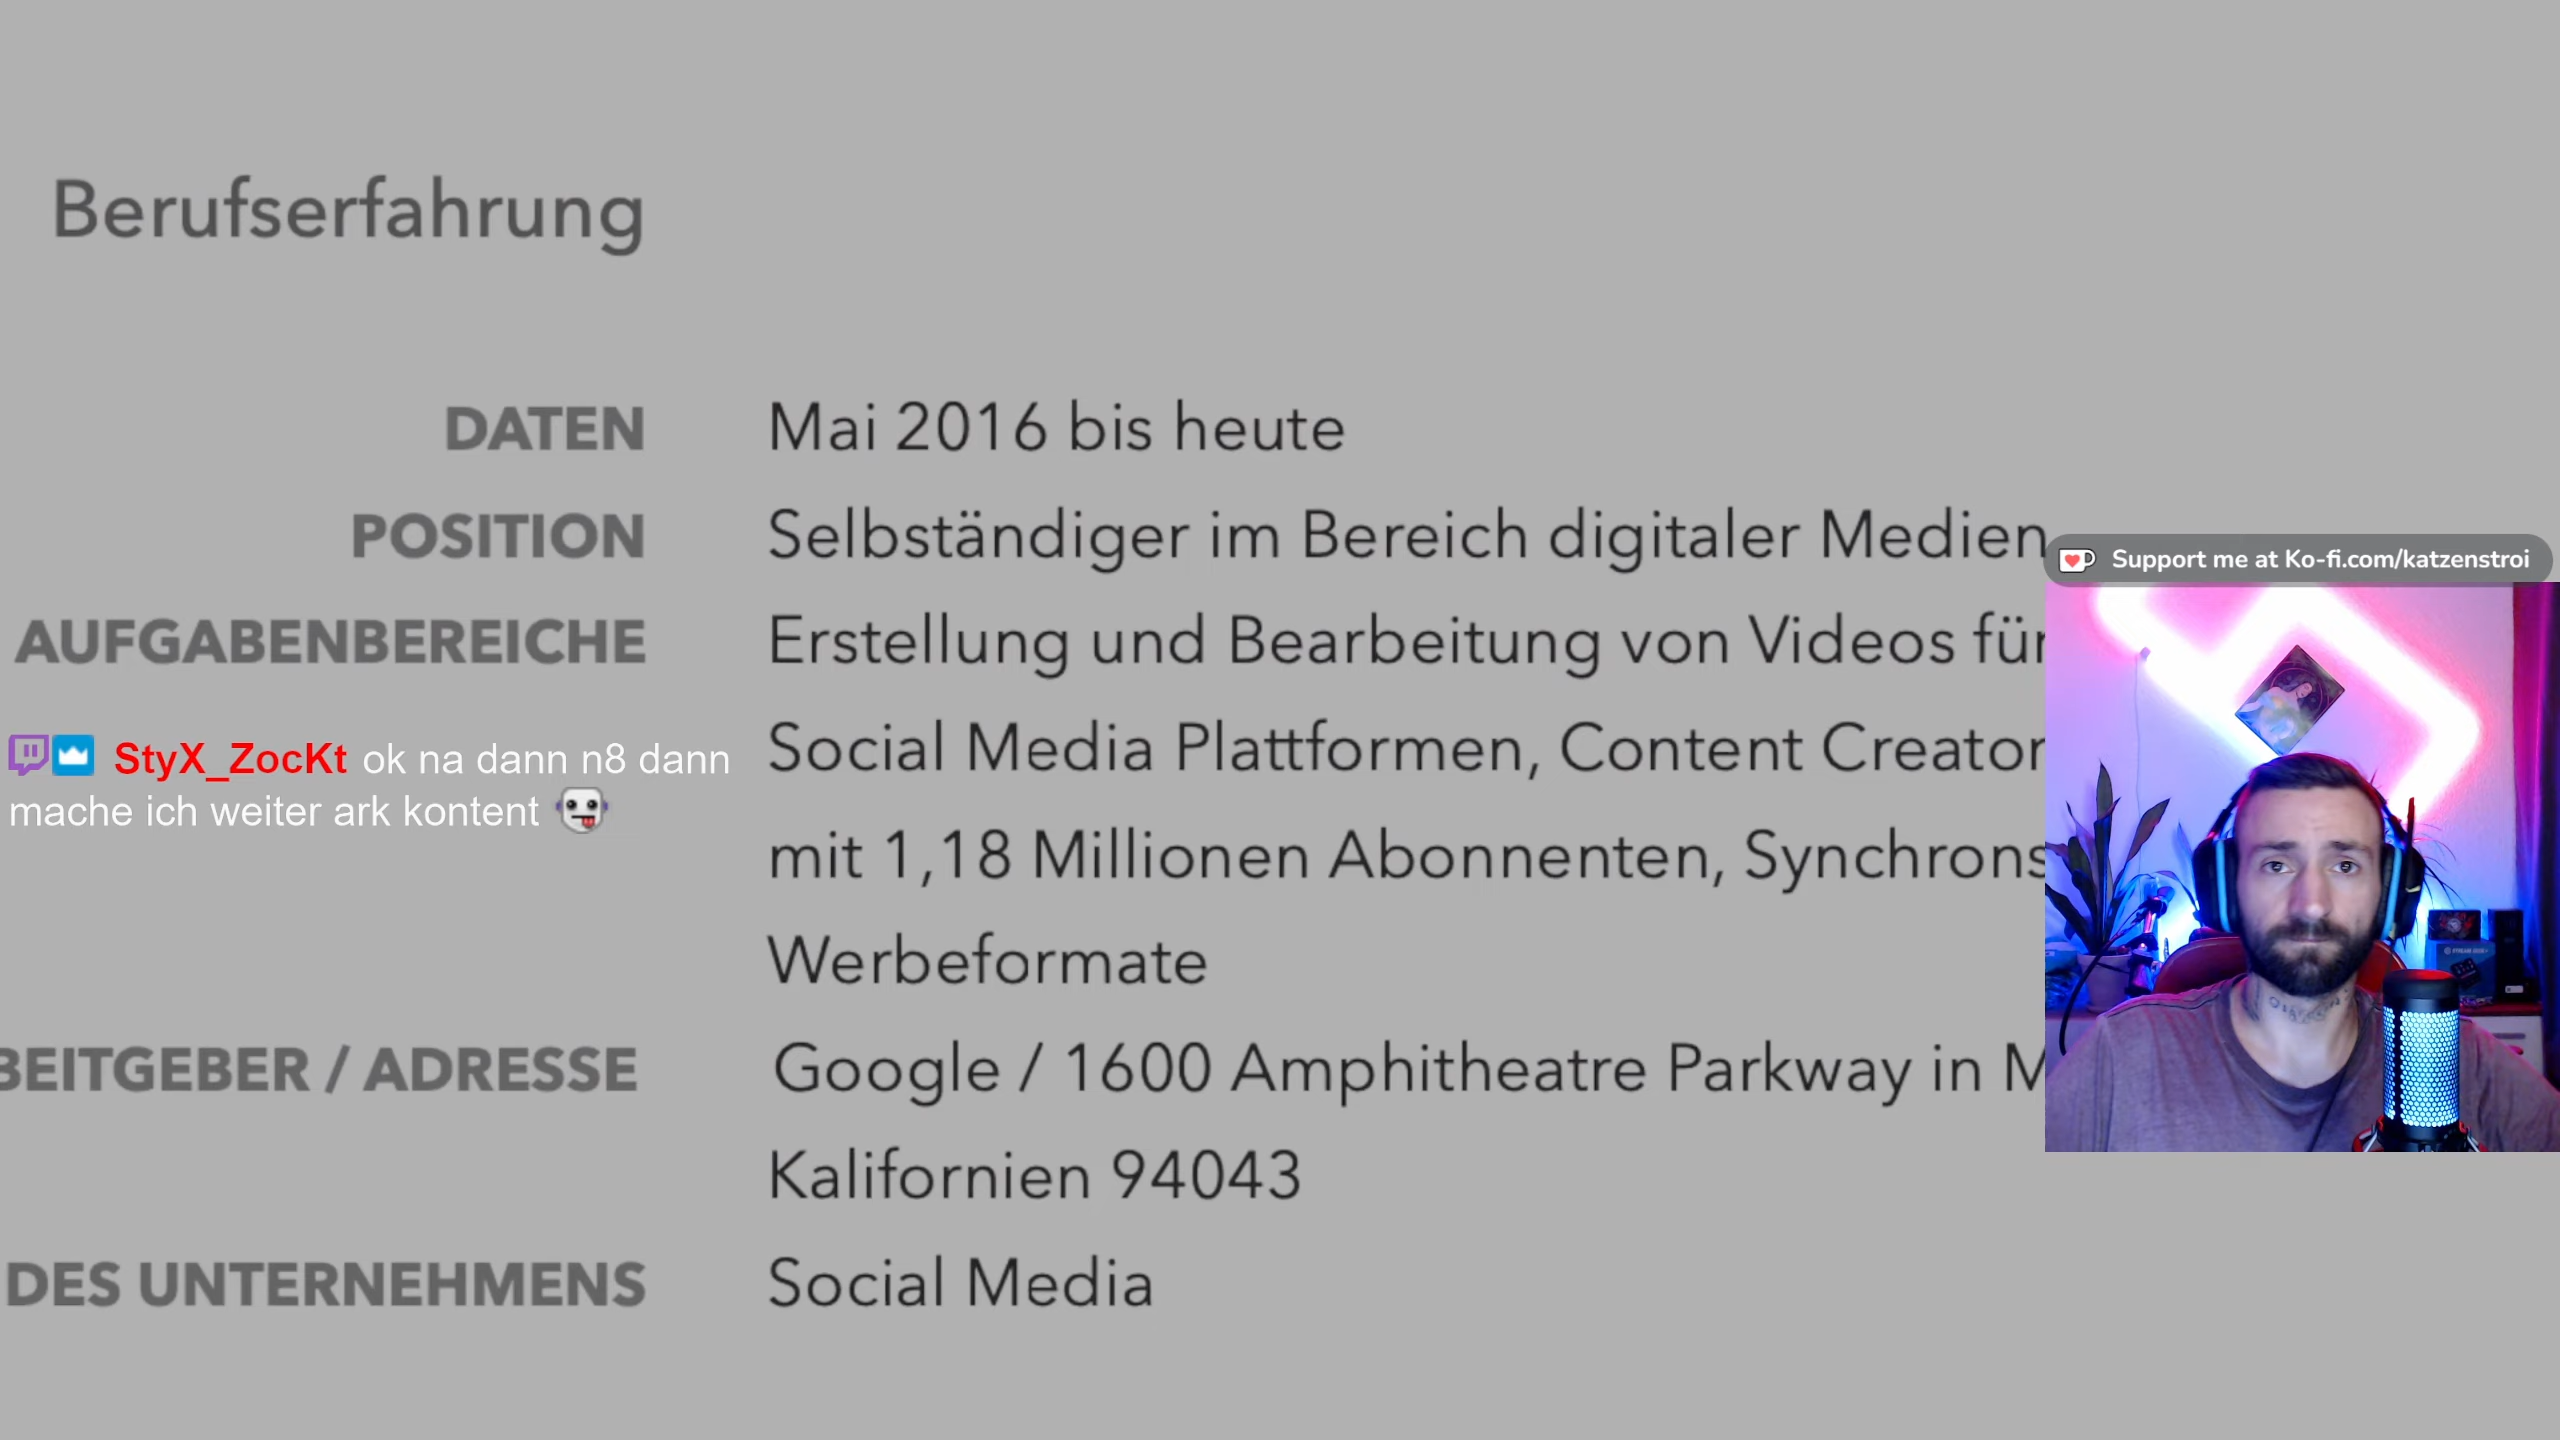 Berufserfahrung
DATEN Mai 2016 bis heute
POSITION Selbständiger im Bereich digitaler Medien
Support me at Ko-fi.com/katzenstroi
AUFGABENBEREICHE Erstellung und Bearbeitung von Videos für
Social Media Plattformen, Content Creator
mit 1,18 Millionen Abonnenten, Synchrons
Werbeformate
StyX_ZocKt ok na dann n8 dann
mache ich weiter ark kontent
BEITGEBER / ADRESSE Google / 1600 Amphitheatre Parkway in M
Kalifornien 94043
DES UNTERNEHMENS Social Media